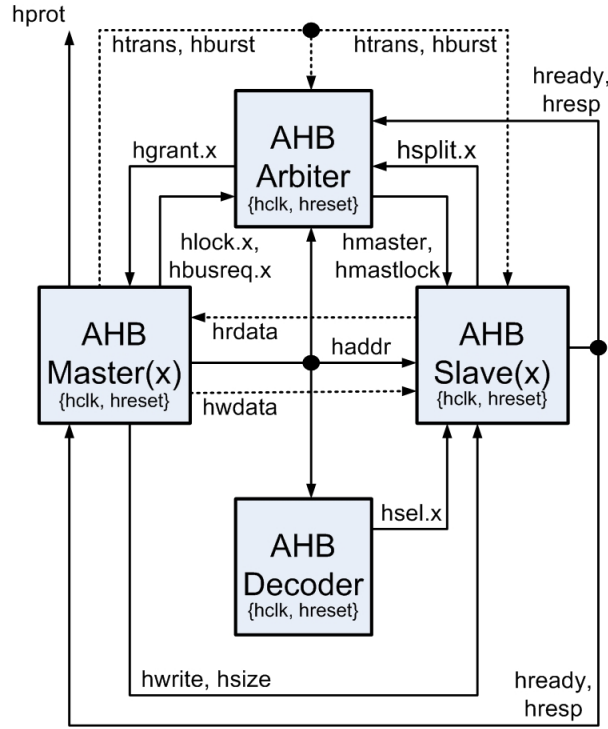 hprot
htrans, hburst
htrans, hburst
hready,
hresp
AHB
Arbiter
{hclk, hreset}
hgrant.x
hsplit.x
hlock.x,
hbusreq.x
hmaster,
hmastlock
AHB
Master(x)
{hclk, hreset}
hrdata
haddr
hwdata
AHB
Slave(x)
{hclk, hreset}
hsel.x
AHB
Decoder
{hclk, hreset}
hwrite, hsize
hready,
hresp